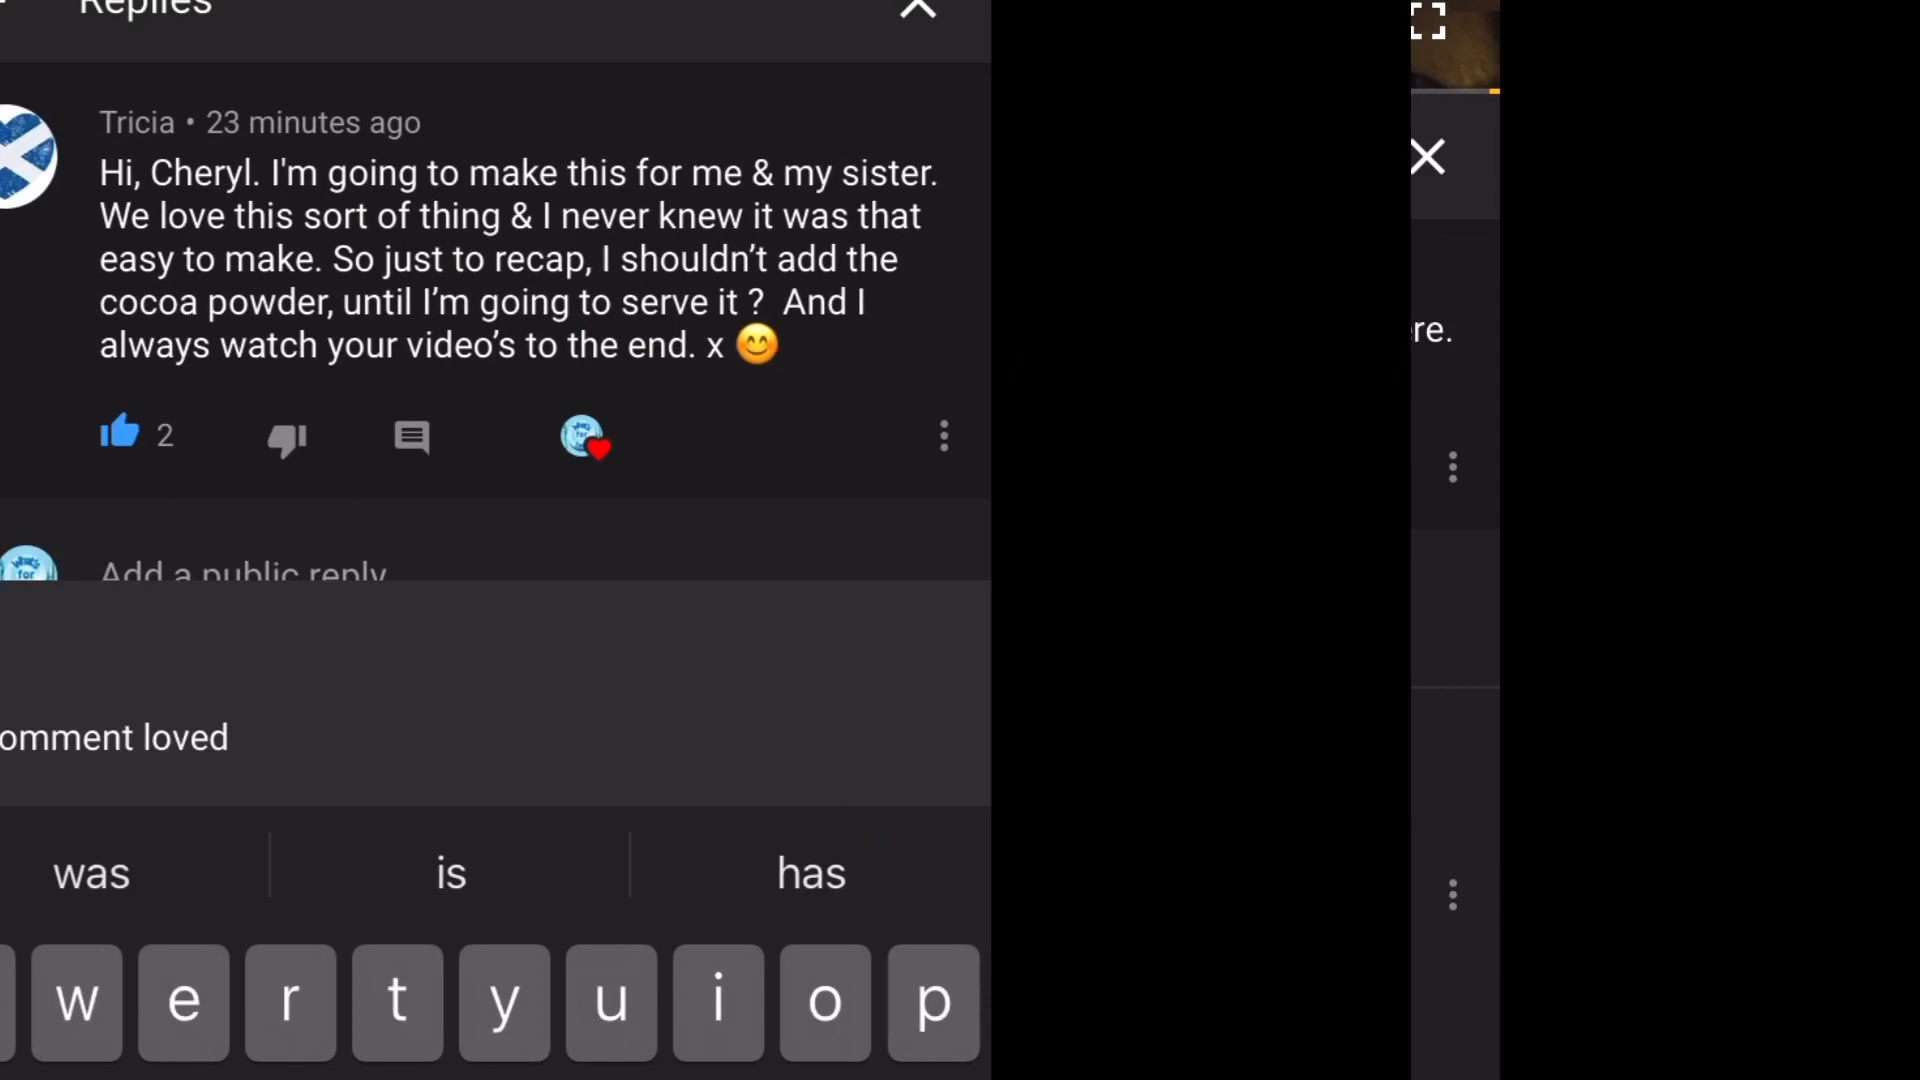 Replies
Tricia • 23 minutes ago
Hi, Cheryl. I'm going to make this for me & my sister.
We love this sort of thing & I never knew it was that
easy to make. So just to recap, I shouldn’t add the
cocoa powder, until I’m going to serve it ?  And I
always watch your video’s to the end. x 😊
2
What's
for
Add a public reply
omment loved
was is has
w e r t y u i o p
re.